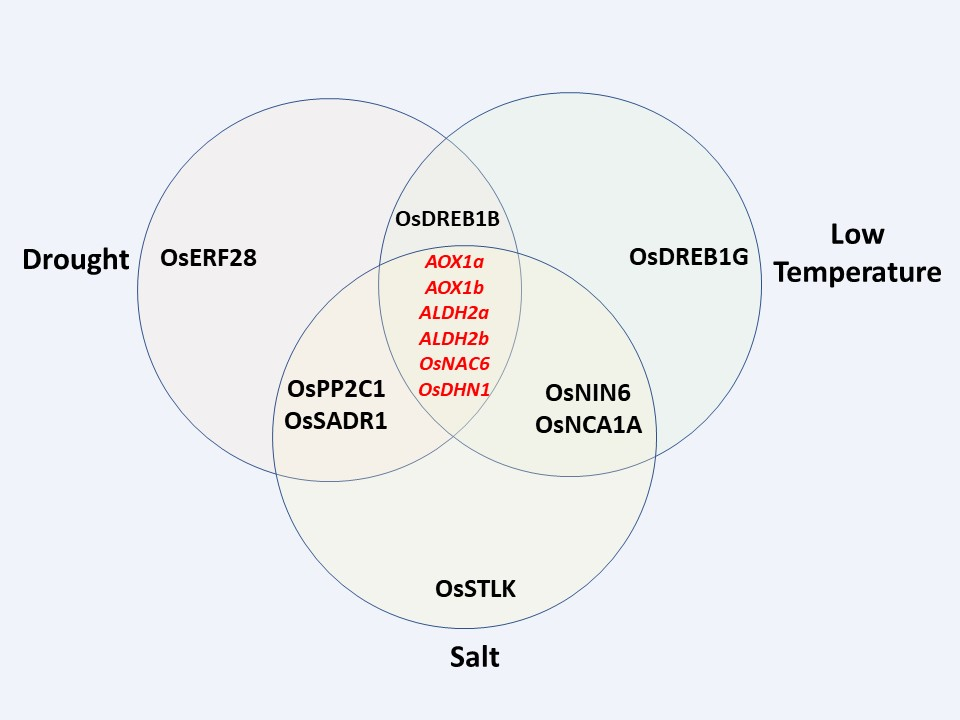 OsDREB1B
Drought
OsERF28
OsDREB1G
Low
Temperature
AOX1a
AOX1b
ALDH2a
ALDH2b
OsNAC6
OsDHN1
OsPP2C1
OsSADR1
OsNIN6
OsNCA1A
OsSTLK
Salt